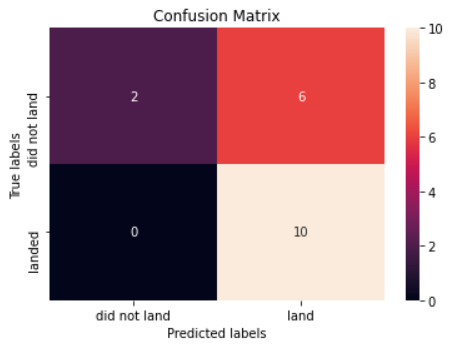 Confusion Matrix
True labels
did not land
landed
2
6
0
10
did not land
land
Predicted labels
10
8
6
4
2
0